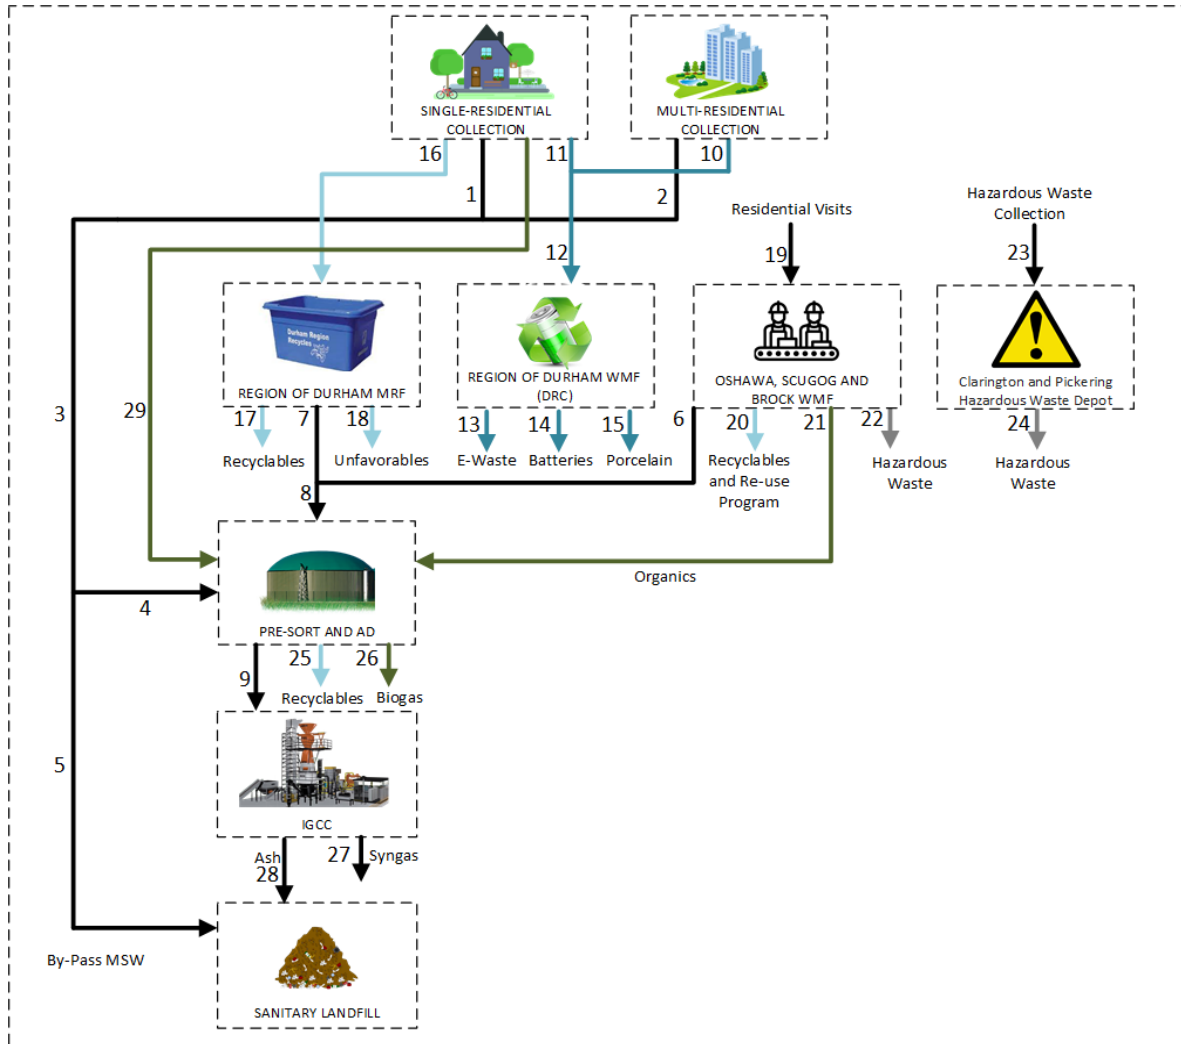 SINGLE-RESIDENTIAL
COLLECTION
MULTI-RESIDENTIAL
COLLECTION
16
11
10
1
2
Residential Visits
Hazardous Waste
Collection
12
19
23
Durham Region
Recycles
REGION OF DURHAM MRF
REGION OF DURHAM WMF
(DRC)
OSHAWA, SCUGOG AND
BROCK WMF
Clarington and Pickering
Hazardous Waste Depot
3
29
17
7
18
13
14
15
6
20
21
22
24
Recyclables
Unfavorables
E-Waste
Batteries
Porcelain
Recyclables
and Re-use
Program
Hazardous
Waste
Hazardous
Waste
8
Organics
4
PRE-SORT AND AD
9
25
26
Recyclables
Biogas
5
IGCC
Ash
28
27
Syngas
By-Pass MSW
SANITARY LANDFILL